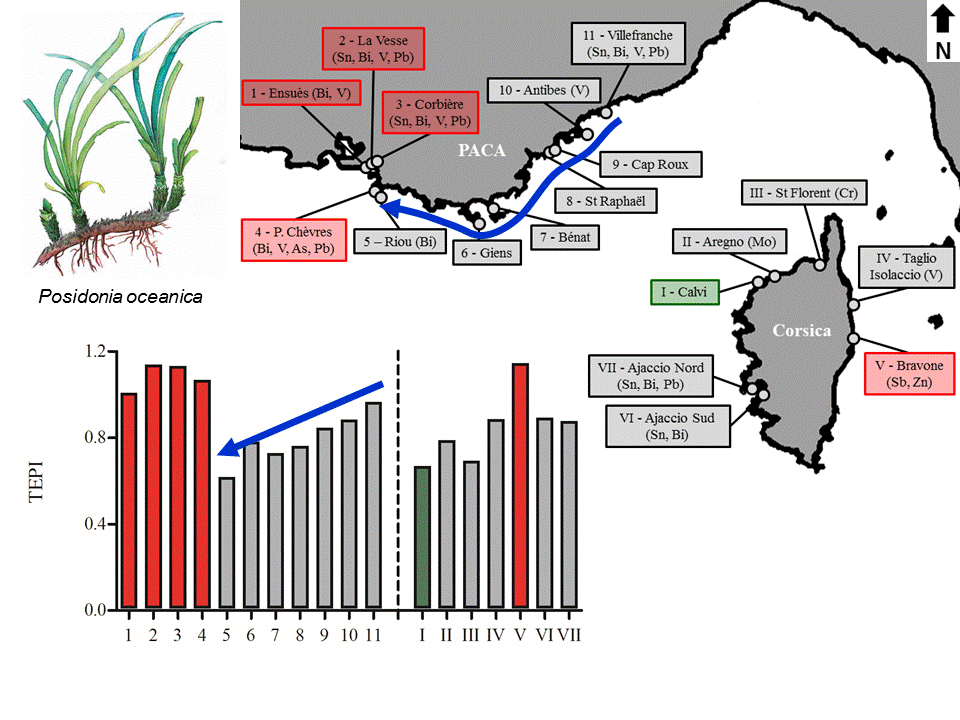 2 - La Vesse
(Sn, Bi, V, Pb)
11 - Villefranche
(Sn, Bi, V, Pb)
N
1 - Ensuès (Bi, V)
10 - Antibes (V)
3 - Corbière
(Sn, Bi, V, Pb)
PACA
9 - Cap Roux
8 - St Raphaël
III - St Florent (Cr)
4 - P. Chèvres
(Bi, V, As, Pb)
5 – Riou (Bi)
7 - Bénat
6 - Giens
II - Aregno (Mo)
IV - Taglio
Isolaccio (V)
I - Calvi
Posidonia oceanica
Corsica
V - Bravone
(Sb, Zn)
VII - Ajaccio Nord
(Sn, Bi, Pb)
VI - Ajaccio Sud
(Sn, Bi)
TEPI
1.2
0.8
0.4
0.0
1 2 3 4 5 6 7 8 9 10 11 I II III IV V VI VII